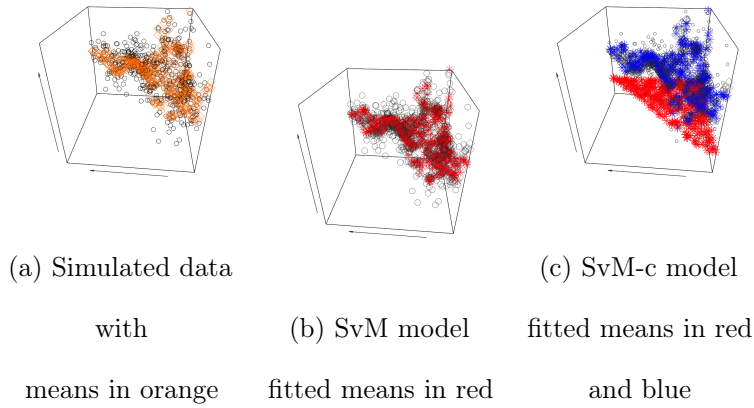 (a) Simulated data
with
means in orange
(b) SvM model
fitted means in red
(c) SvM-c model
fitted means in red
and blue